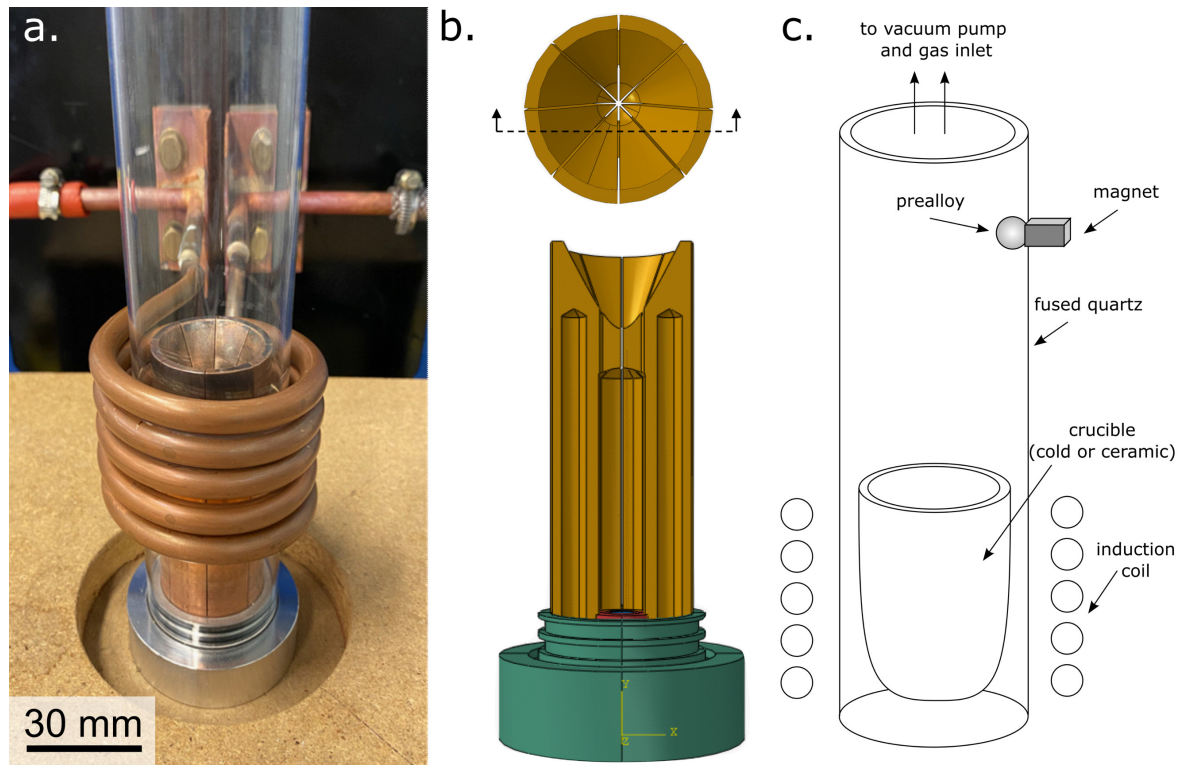 a.
30 mm
b.
Y
X
Z
c.
to vacuum pump
and gas inlet
prealloy
magnet
fused quartz
crucible
(cold or ceramic)
induction
coil